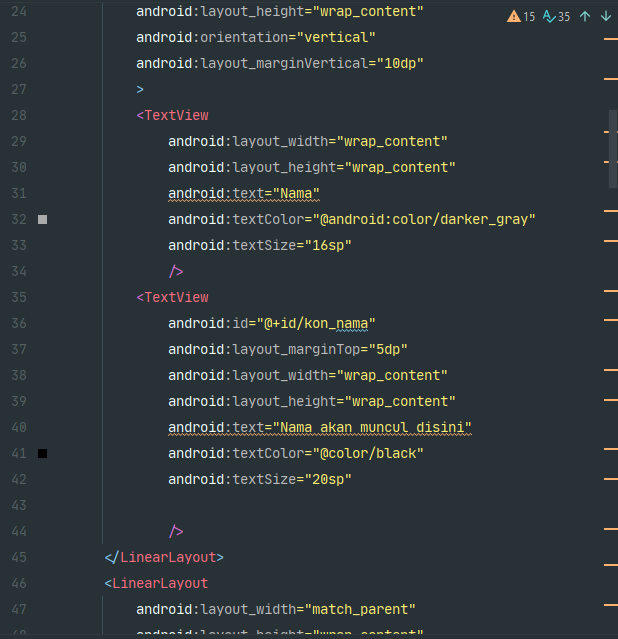 24 android:layout_height="wrap_content"
15 35
25 android:orientation="vertical"
26 android:layout_marginVertical="10dp"
27 >
28 <TextView
29 android:layout_width="wrap_content"
30 android:layout_height="wrap_content"
31 android:text="Nama"
32 android:textColor="@android:color/darker_gray"
33 android:textSize="16sp"
34 />
35 <TextView
36 android:id="@+id/kon_nama"
37 android:layout_marginTop="5dp"
38 android:layout_width="wrap_content"
39 android:layout_height="wrap_content"
40 android:text="Nama akan muncul disini"
41 android:textColor="@color/black"
42 android:textSize="20sp"
43
44 />
45 </LinearLayout>
46 <LinearLayout
47 android:layout_width="match_parent"
48 android:layout_height="wrap_content"